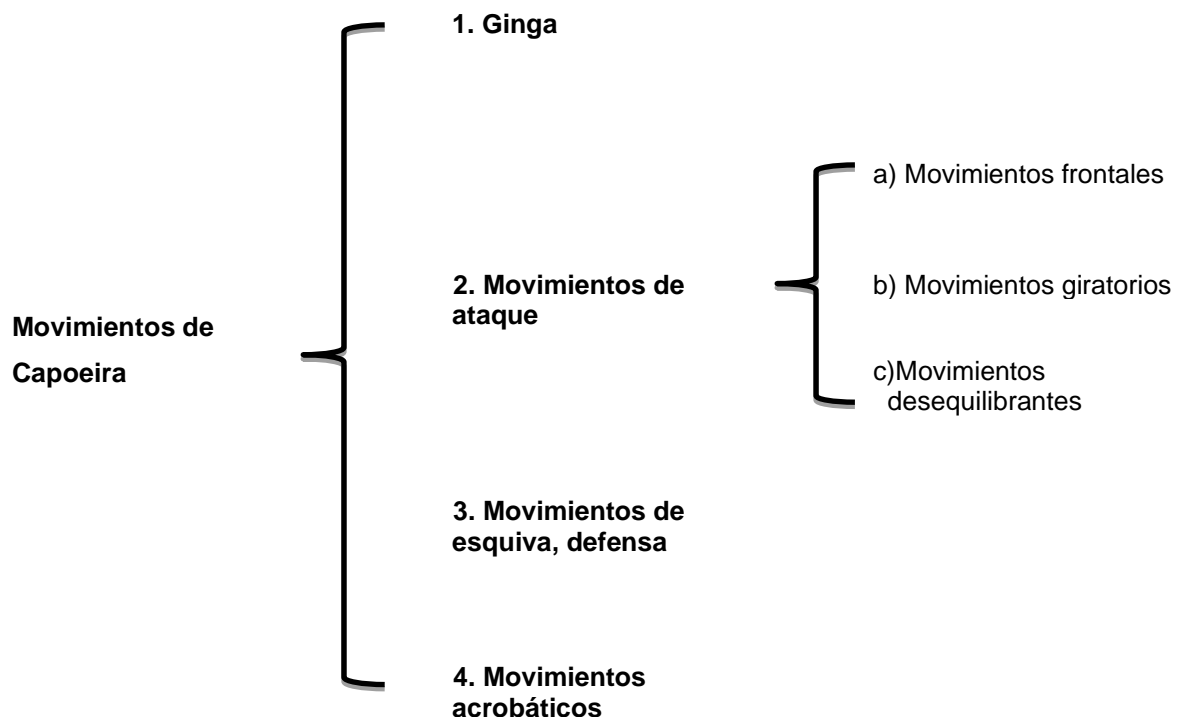 Movimientos de
Capoeira
1. Ginga
2. Movimientos de
ataque
a) Movimientos frontales
b) Movimientos giratorios
c)Movimientos
desequilibrantes
3. Movimientos de
esquiva, defensa
4. Movimientos
acrobáticos